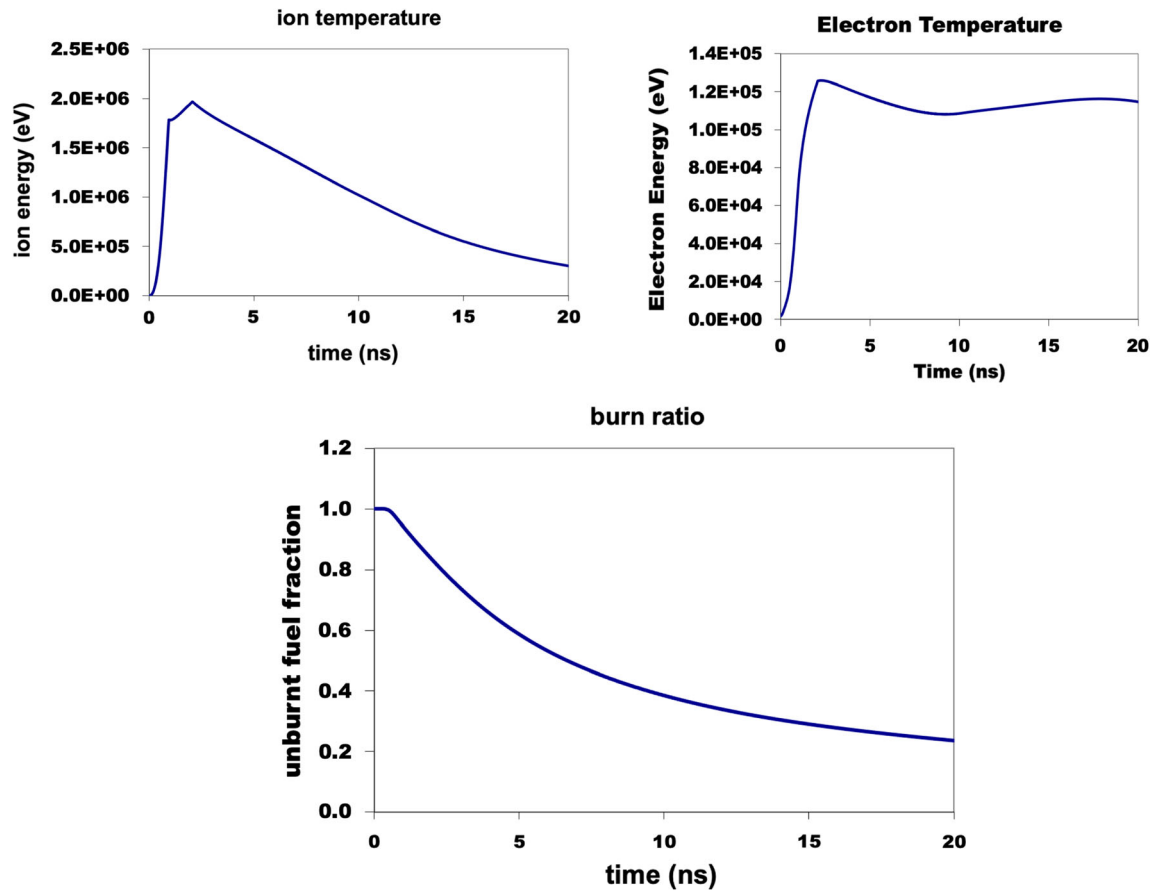 ion temperature
2.5E+06
2.0E+06
1.5E+06
1.0E+06
5.0E+05
0.0E+00
ion energy (eV)
0 5 10 15 20
time (ns)
Electron Temperature
1.4E+05
1.2E+05
1.0E+05
8.0E+04
6.0E+04
4.0E+04
2.0E+04
0.0E+00
Electron Energy (eV)
0 5 10 15 20
Time (ns)
burn ratio
1.2
1.0
0.8
0.6
0.4
0.2
0.0
unburnt fuel fraction
0 5 10 15 20
time (ns)